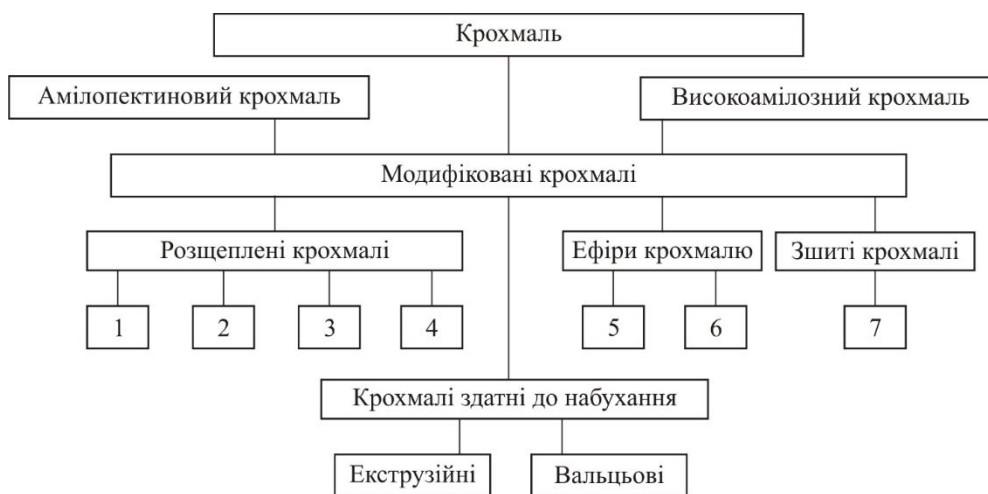 Крохмаль
Амілопектиновий крохмаль
Високоамілозний крохмаль
Модифіковані крохмалі
Розщеплені крохмалі
Ефіри крохмалю
Зшиті крохмалі
1
2
3
4
5
6
7
Крохмалі здатні до набухання
Екструзійні
Вальцьові